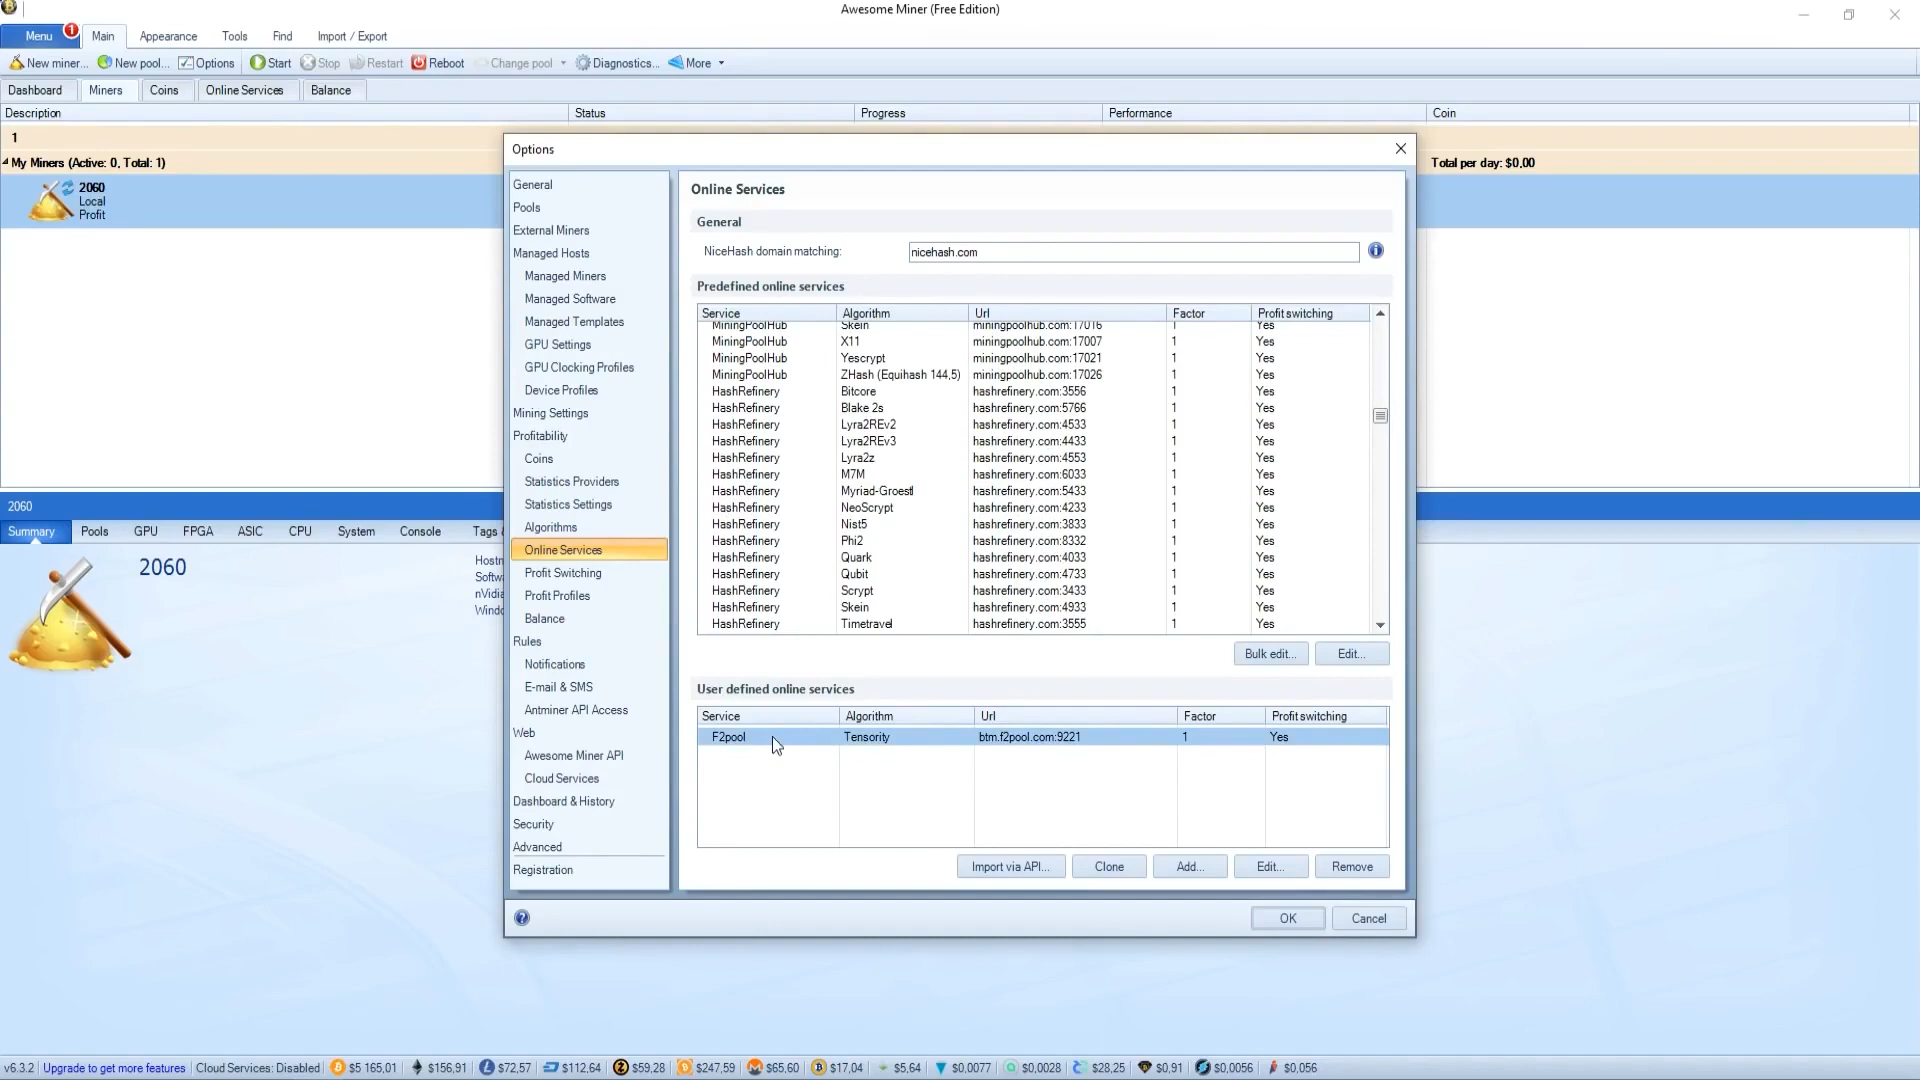 Awesome Miner (Free Edition)
Menu 1 Main Appearance Tools Find Import / Export
New miner... New pool... Options Start Stop Restart Reboot Change pool Diagnostics... More
Dashboard Miners Coins Online Services Balance
Description Status Progress Performance Coin
1
My Miners (Active: 0, Total: 1) Total per day: $0,00
2060
Local
Profit
2060
Summary Pools GPU FPGA ASIC CPU System Console Tags
2060
Options
General
Pools
External Miners
Managed Hosts
Managed Miners
Managed Software
Managed Templates
GPU Settings
GPU Clocking Profiles
Device Profiles
Mining Settings
Profitability
Coins
Statistics Providers
Statistics Settings
Algorithms
Online Services
Profit Switching
Profit Profiles
Balance
Rules
Notifications
E-mail & SMS
Antminer API Access
Web
Awesome Miner API
Cloud Services
Dashboard & History
Security
Advanced
Registration
Online Services
General
NiceHash domain matching: nicehash.com
Predefined online services
Service Algorithm Url Factor Profit switching
MiningPoolHub Skein miningpoolhub.com:17016 1 Yes
MiningPoolHub X11 miningpoolhub.com:17007 1 Yes
MiningPoolHub Yescrypt miningpoolhub.com:17021 1 Yes
MiningPoolHub ZHash (Equihash 144,5) miningpoolhub.com:17026 1 Yes
HashRefinery Bitcore hashrefinery.com:3556 1 Yes
HashRefinery Blake 2s hashrefinery.com:5766 1 Yes
HashRefinery Lyra2REv2 hashrefinery.com:4533 1 Yes
HashRefinery Lyra2REv3 hashrefinery.com:4433 1 Yes
HashRefinery Lyra2z hashrefinery.com:4553 1 Yes
HashRefinery M7M hashrefinery.com:6033 1 Yes
HashRefinery Myriad-Groestl hashrefinery.com:5433 1 Yes
HashRefinery NeoScrypt hashrefinery.com:4233 1 Yes
HashRefinery Nist5 hashrefinery.com:3833 1 Yes
HashRefinery Phi2 hashrefinery.com:8332 1 Yes
HashRefinery Quark hashrefinery.com:4033 1 Yes
HashRefinery Qubit hashrefinery.com:4733 1 Yes
HashRefinery Scrypt hashrefinery.com:3433 1 Yes
HashRefinery Skein hashrefinery.com:4933 1 Yes
HashRefinery Timetravel hashrefinery.com:3555 1 Yes
Bulk edit... Edit...
User defined online services
Service Algorithm Url Factor Profit switching
F2pool Tensority btm.f2pool.com:9221 1 Yes
Import via API... Clone Add... Edit... Remove
OK Cancel
v6.3.2 Upgrade to get more features Cloud Services: Disabled $5 165,01 $156,91 $72,57 $112,64 $59,28 $247,59 $65,60 $17,04 $5,64 $0,0077 $0,0028 $28,25 $0,91 $0,0056 $0,056